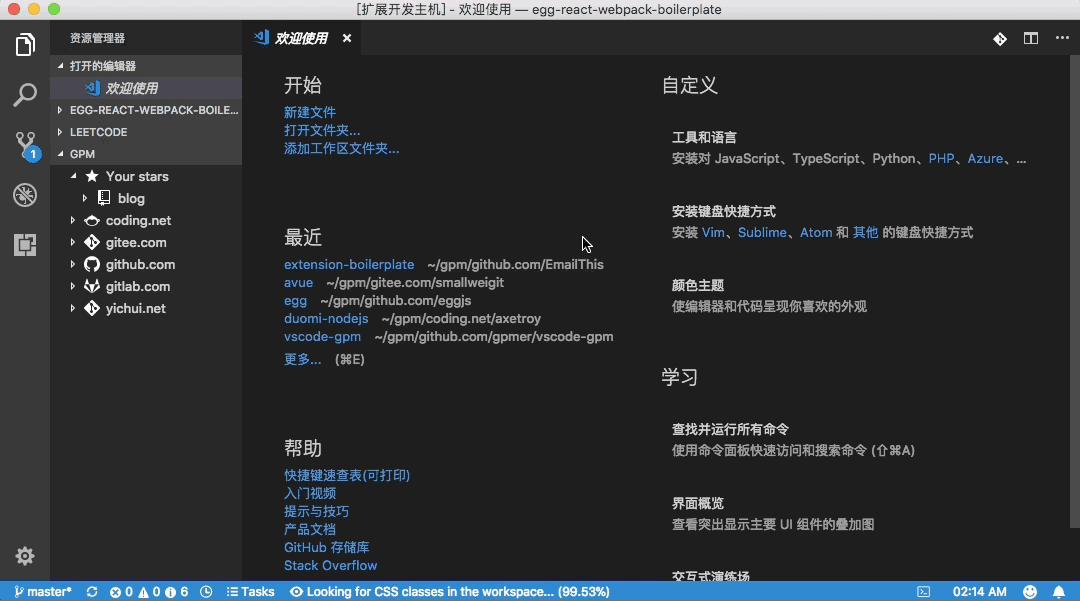 [扩展开发主机] - 欢迎使用 — egg-react-webpack-boilerplate
资源管理器
打开的编辑器
欢迎使用
EGG-REACT-WEBPACK-BOILE...
LEETCODE
GPM
Your stars
blog
coding.net
gitee.com
github.com
gitlab.com
yichui.net
1
欢迎使用
开始
新建文件
打开文件夹...
添加工作区文件夹...
最近
extension-boilerplate ~/gpm/github.com/EmailThis
avue ~/gpm/gitee.com/smallweigit
egg ~/gpm/github.com/eggjs
duomi-nodejs ~/gpm/coding.net/axetroy
vscode-gpm ~/gpm/github.com/gpmer/vscode-gpm
更多... (⌘E)
帮助
快捷键速查表(可打印)
入门视频
提示与技巧
产品文档
GitHub 存储库
Stack Overflow
自定义
工具和语言
安装对 JavaScript、TypeScript、Python、PHP、Azure、...
安装键盘快捷方式
安装 Vim、Sublime、Atom 和 其他 的键盘快捷方式
颜色主题
使编辑器和代码呈现你喜欢的外观
学习
查找并运行所有命令
使用命令面板快速访问和搜索命令 (⇧⌘A)
界面概览
查看突出显示主要 UI 组件的叠加图
交互式演练场
master* 0 0 6 Tasks Looking for CSS classes in the workspace... (99.53%) 02:14 AM